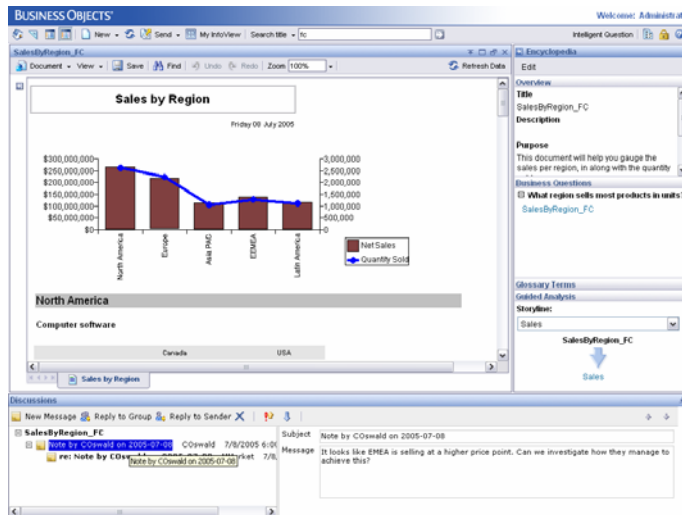 BUSINESS OBJECTS
Welcome: Administrat
New Send My InfoView Search title fc Intelligent Question
SalesByRegion_FC
Document View Save Find Undo Redo Zoom 100% Refresh Data
Sales by Region
Friday 08 July 2005
$300,000,000 3,000,000
$250,000,000 2,500,000
$200,000,000 2,000,000
$150,000,000 1,500,000
$100,000,000 1,000,000
$50,000,000 500,000
$0 0
North America
Europe
Asia PAC
EEMEA
Latin America
Net Sales
Quantity Sold
North America
Computer software
Canada USA
Sales by Region
Encyclopedia
Edit
Overview
Title
SalesByRegion_FC
Description
Purpose
This document will help you gauge the
sales per region, in along with the quantity
Business Questions
What region sells most products in units?
SalesByRegion_FC
Glossary Terms
Guided Analysis
Storyline:
Sales
SalesByRegion_FC
Sales
Discussions
New Message Reply to Group Reply to Sender
SalesByRegion_FC
Note by COswald on 2005-07-08 COswald 7/8/2005 6:0
re: Note by COsw
Note by COswald on 2005-07-08
Subject Note by COswald on 2005-07-08
Message It looks like EMEA is selling at a higher price point. Can we investigate how they manage to
achieve this?